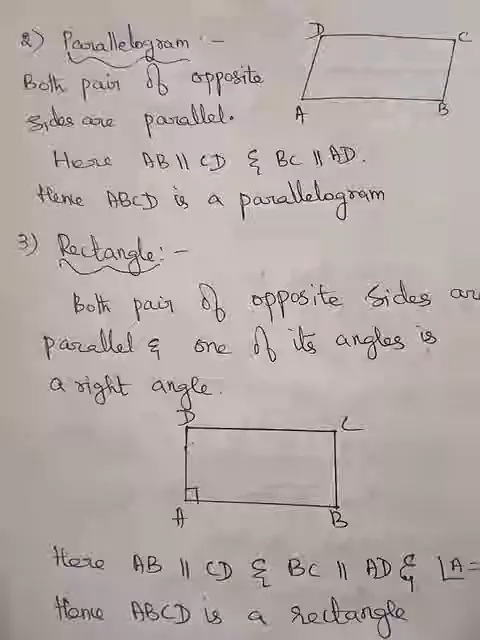 2) Parallelogram :-
Both pair of opposite
sides are parallel.
Here AB || CD & BC || AD.
Hence ABCD is a parallelogram
D
C
A
B
3) Rectangle :-
Both pair of opposite sides are
parallel & one of its angles is
a right angle.
D
C
A
B
Here AB || CD & BC || AD & ∠A =
Hence ABCD is a rectangle